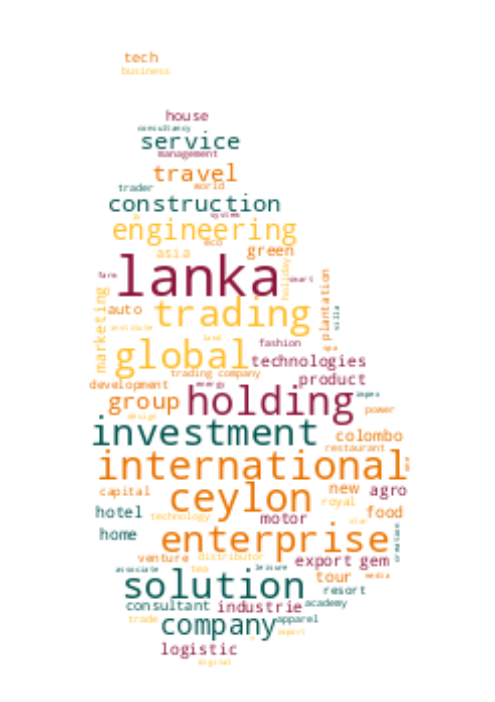 tech
business
house
consultancy
service
management
travel
trader world
construction
system
engineering
eco
asia green
farm lanka holiday smart
marketing auto trading plantation villa
institute
land fashion
global technologies
trading company product
development energy
group holding impex
power
design
investment colombo
restaurant
international
capital ceylon new agro
royal
hotel technology motor food
star
home enterprise creation
venture distributor export gem
associate tea leisure
solution tour media
resort
consultant industrie academy
trade company apparel
export
logistic
digital